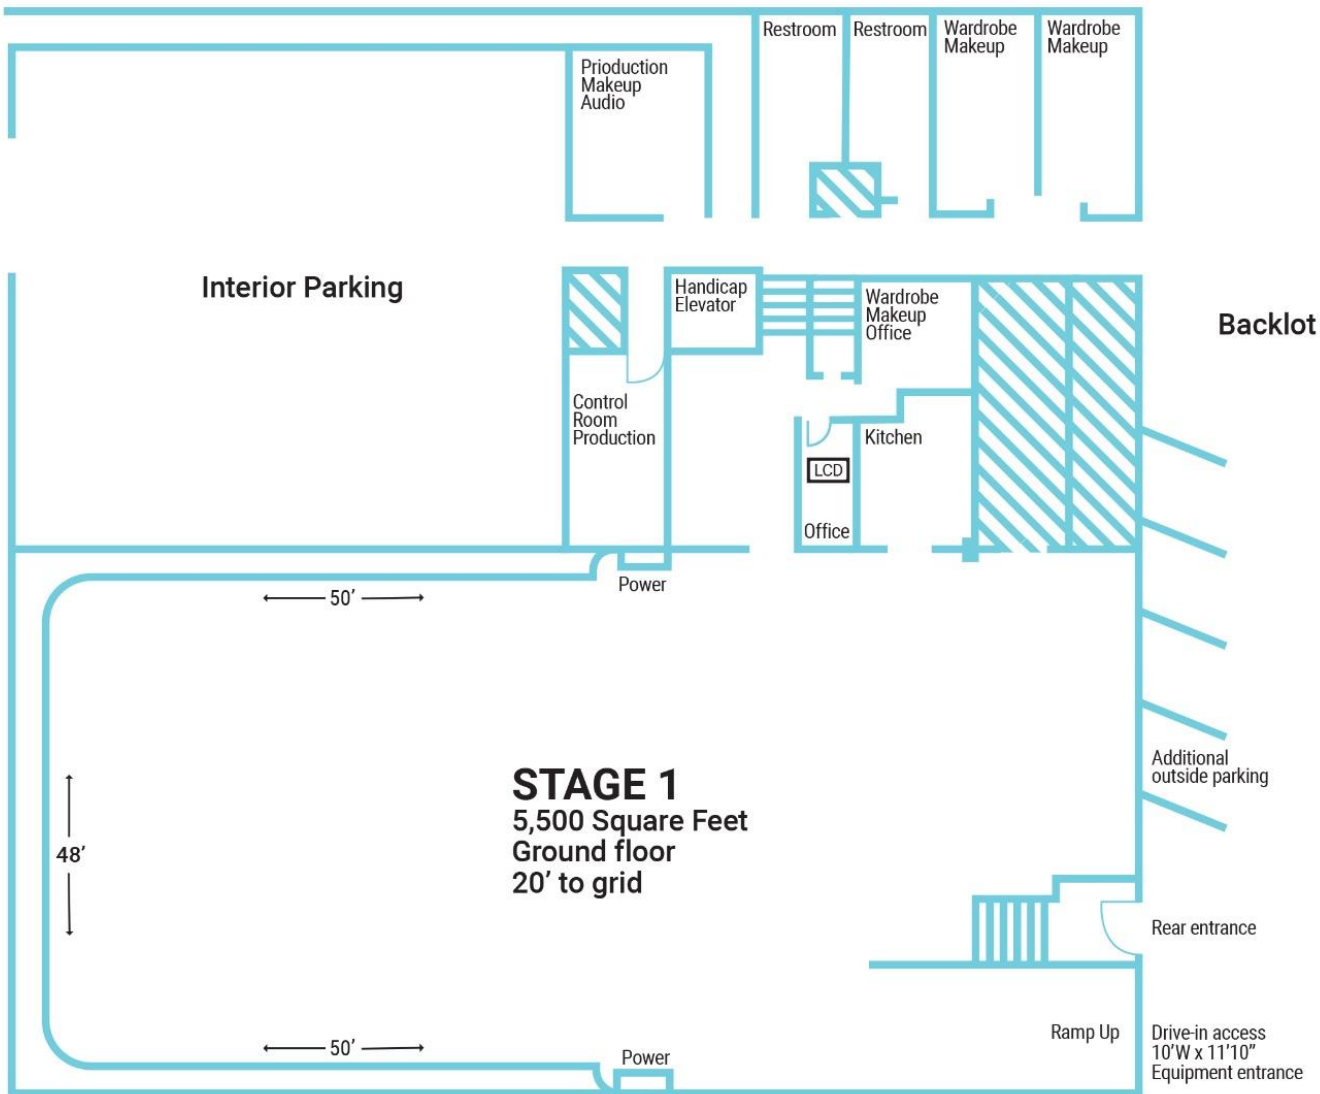 Restroom
Restroom
Wardrobe
Makeup
Wardrobe
Makeup
Prioduction
Makeup
Audio
Interior Parking
Handicap
Elevator
Wardrobe
Makeup
Office
Backlot
Control
Room
Production
Kitchen
LCD
Office
Power
50’
STAGE 1
5,500 Square Feet
Ground floor
20’ to grid
48’
Additional
outside parking
Rear entrance
Ramp Up
Drive-in access
10’W x 11’10”
Equipment entrance
50’
Power